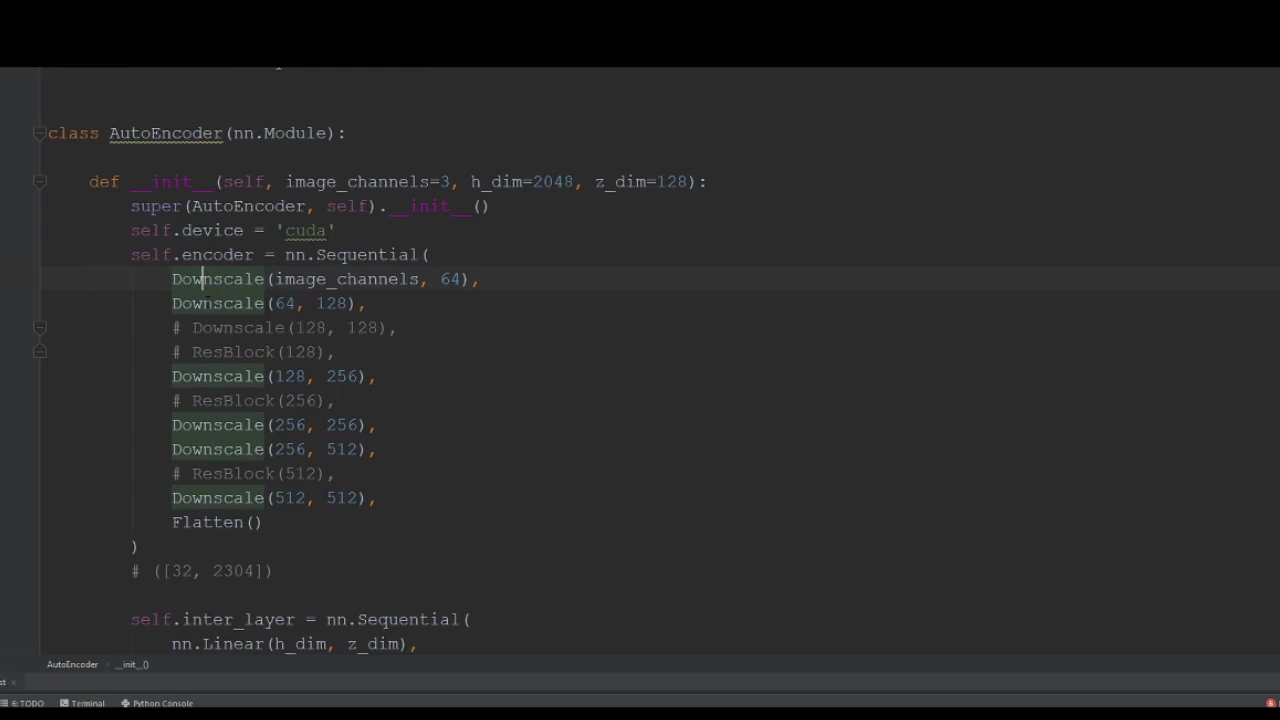 class AutoEncoder(nn.Module):
def __init__(self, image_channels=3, h_dim=2048, z_dim=128):
super(AutoEncoder, self).__init__()
self.device = 'cuda'
self.encoder = nn.Sequential(
Downscale(image_channels, 64),
Downscale(64, 128),
# Downscale(128, 128),
# ResBlock(128),
Downscale(128, 256),
# ResBlock(256),
Downscale(256, 256),
Downscale(256, 512),
# ResBlock(512),
Downscale(512, 512),
Flatten()
)
# ([32, 2304])
self.inter_layer = nn.Sequential(
nn.Linear(h_dim, z_dim),
AutoEncoder › __init__()
st ×
6: TODO Terminal Python Console 6